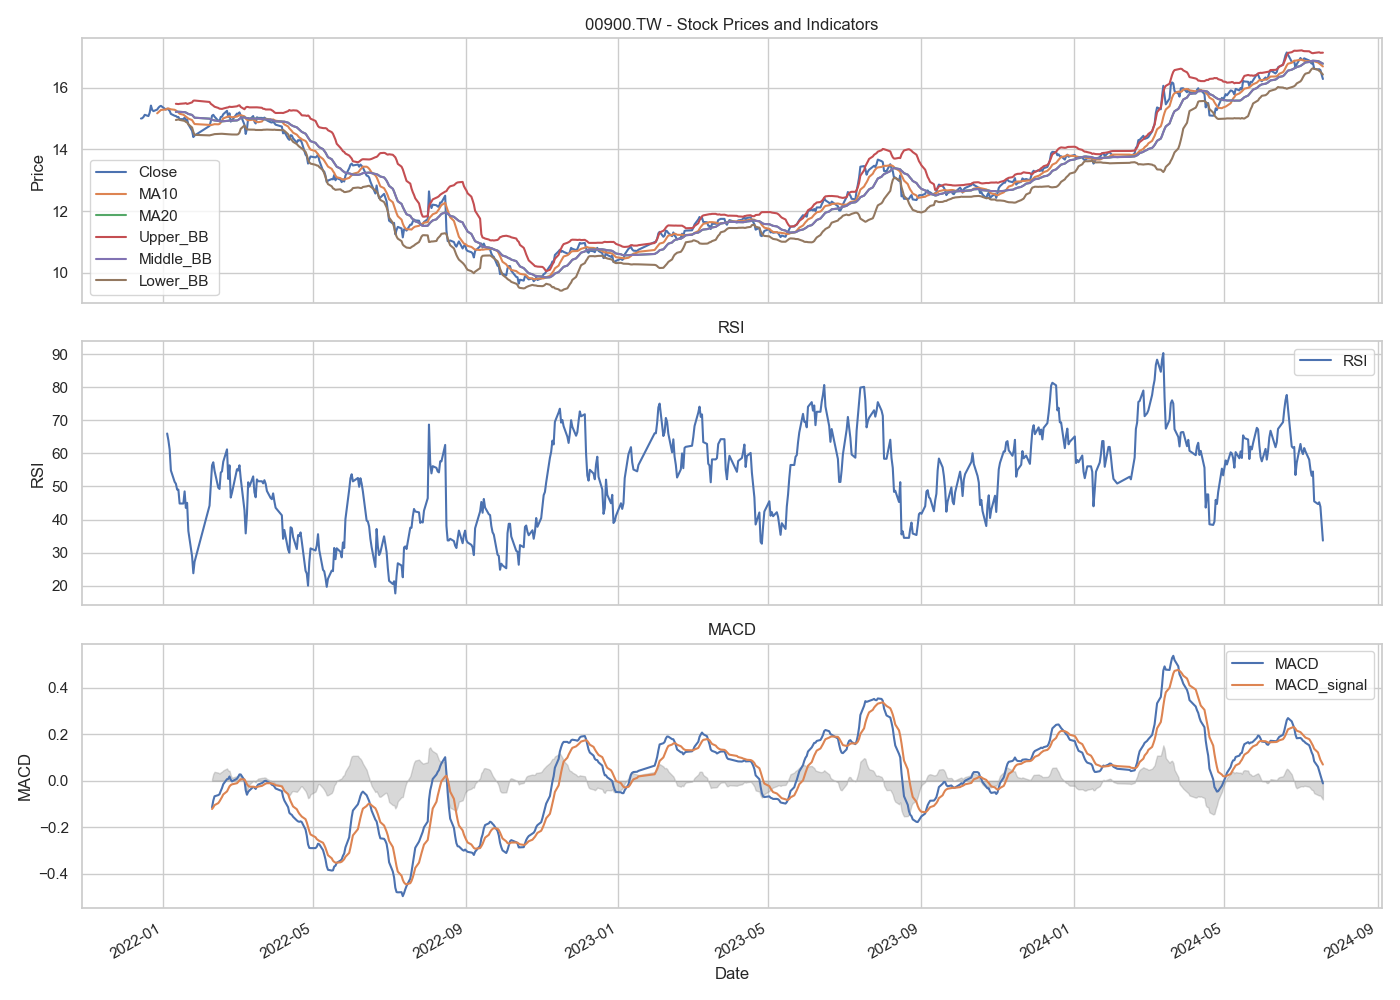 00900.TW - Stock Prices and Indicators
16
14
12
10
Price
Close
MA10
MA20
Upper_BB
Middle_BB
Lower_BB
RSI
90
80
70
60
50
40
30
20
RSI
RSI
MACD
0.4
0.2
0.0
−0.2
−0.4
MACD
MACD
MACD_signal
2022-01
2022-05
2022-09
2023-01
2023-05
2023-09
2024-01
2024-05
2024-09
Date